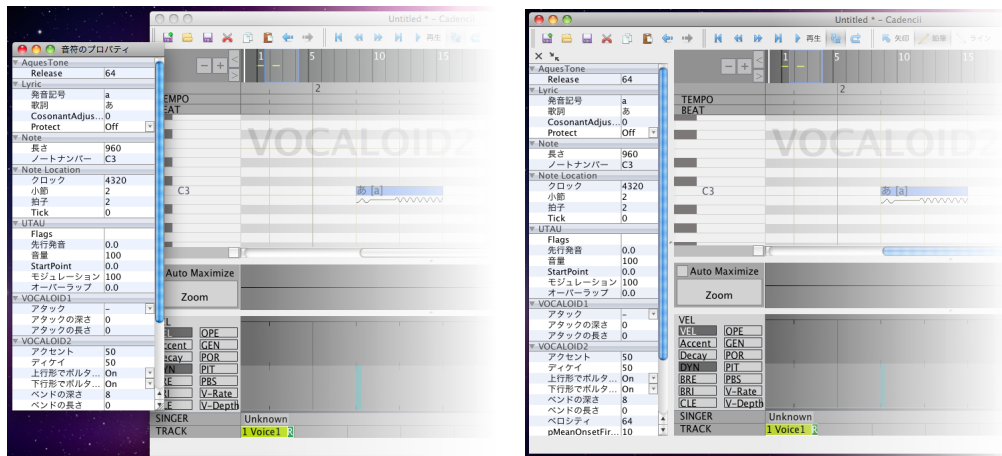 Untitled * – Cadencii
再生
音符のプロパティ
AquesTone
Release 64
Lyric
発音記号 a
歌詞 あ
CosonantAdjus... 0
Protect Off
Note
長さ 960
ノートナンバー C3
Note Location
クロック 4320
小節 2
拍子 2
Tick 0
UTAU
Flags
先行発音 0.0
音量 100
StartPoint 0.0
モジュレーション 100
オーバーラップ 0.0
VOCALOID1
アタック –
アタックの深さ 0
アタックの長さ 0
VOCALOID2
アクセント 50
ディケイ 50
上行形でポルタ... On
下行形でポルタ... On
ベンドの深さ 8
ベンドの長さ 0
1 5 10 15
2
TEMPO
BEAT
VOCALOID2
C3
あ [a]
Auto Maximize
Zoom
VEL
OPE
GEN
POR
PIT
PBS
V-Rate
V-Depth
SINGER Unknown
TRACK 1 Voice1 R
Untitled * – Cadencii
再生 矢印 鉛筆 ライン
AquesTone
Release 64
Lyric
発音記号 a
歌詞 あ
CosonantAdjus... 0
Protect Off
Note
長さ 960
ノートナンバー C3
Note Location
クロック 4320
小節 2
拍子 2
Tick 0
UTAU
Flags
先行発音 0.0
音量 100
StartPoint 0.0
モジュレーション 100
オーバーラップ 0.0
VOCALOID1
アタック –
アタックの深さ 0
アタックの長さ 0
VOCALOID2
アクセント 50
ディケイ 50
上行形でポルタ... On
下行形でポルタ... On
ベンドの深さ 8
ベンドの長さ 0
ベロシティ 64
pMeanOnsetFir... 10
1 5 10 15
2
TEMPO
BEAT
VOCALOID2
C3
あ [a]
Auto Maximize
Zoom
VEL
VEL OPE
Accent GEN
Decay POR
DYN PIT
BRE PBS
BRI V-Rate
CLE V-Depth
SINGER Unknown
TRACK 1 Voice1 R